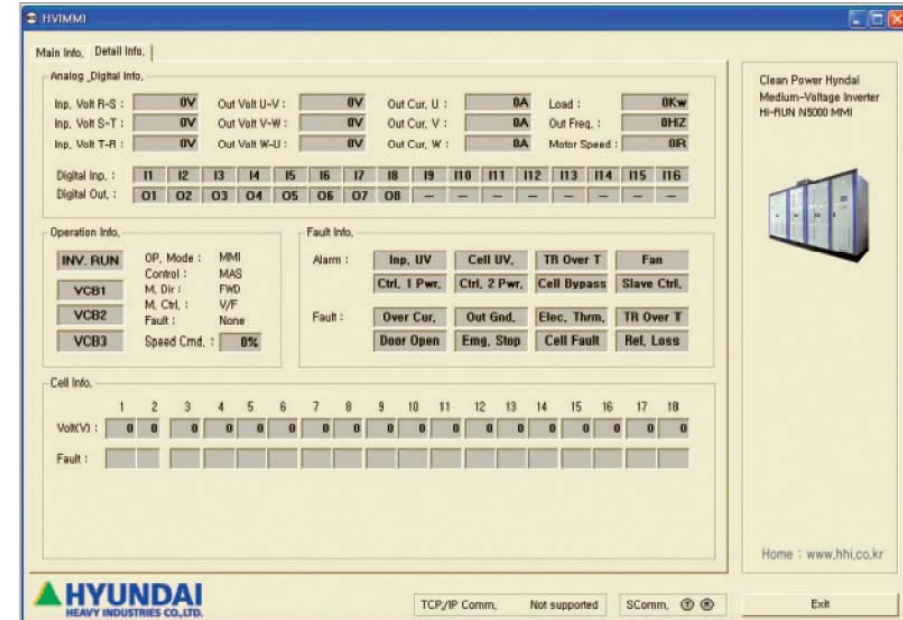 HVIMMI
Main Info. Detail Info.
Analog _Digital Info.
Inp. Volt R-S : 0V Out Volt U-V : 0V Out Cur. U : 0A Load : 0Kw
Inp. Volt S-T : 0V Out Volt V-W : 0V Out Cur. V : 0A Out Freq. : 0HZ
Inp. Volt T-R : 0V Out Volt W-U : 0V Out Cur. W : 0A Motor Speed : 0R
Digital Inp. : I1 I2 I3 I4 I5 I6 I7 I8 I9 I10 I11 I12 I13 I14 I15 I16
Digital Out. : O1 O2 O3 O4 O5 O6 O7 O8 - - - - - - - -
Operation Info.
INV. RUN
VCB1
VCB2
VCB3
OP. Mode : MMI
Control : MAS
M. Dir : FWD
M. Ctrl. : V/F
Fault : None
Speed Cmd. : 0%
Fault Info.
Alarm : Inp. UV Cell UV. TR Over T Fan
Ctrl. 1 Pwr. Ctrl. 2 Pwr. Cell Bypass Slave Ctrl.
Fault : Over Cur. Out Gnd. Elec. Thrm. TR Over T
Door Open Emg. Stop Cell Fault Ref. Loss
Cell Info.
1 2 3 4 5 6 7 8 9 10 11 12 13 14 15 16 17 18
Volt(V) : 0 0 0 0 0 0 0 0 0 0 0 0 0 0 0 0 0 0
Fault :
Clean Power Hyndai
Medium-Voltage Inverter
Hi-RUN N5000 MMI
Home : www.hhi.co.kr
HYUNDAI
HEAVY INDUSTRIES CO.,LTD.
TCP/IP Comm. Not supported SComm. T R
Exit